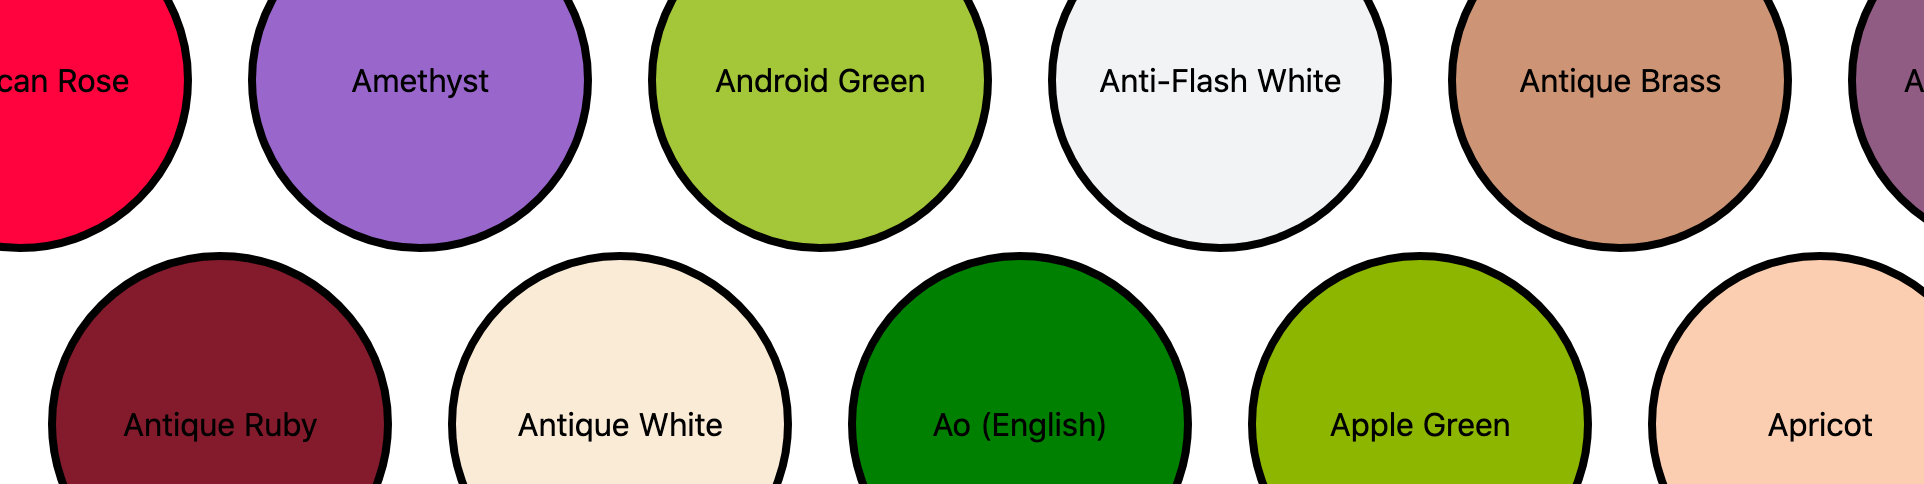 can Rose
Amethyst
Android Green
Anti-Flash White
Antique Brass
A
Antique Ruby
Antique White
Ao (English)
Apple Green
Apricot